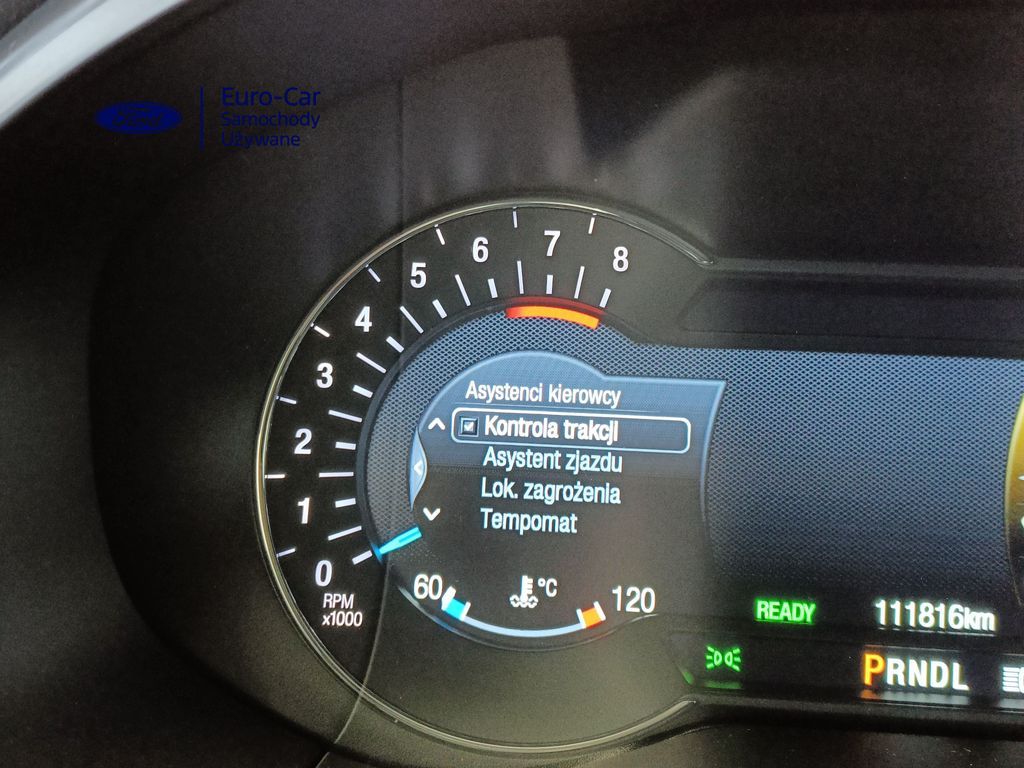 Ford
Euro-Car
Samochody
Używane
0
1
2
3
4
5
6
7
8
RPM
x1000
Asystenci kierowcy
Kontrola trakcji
Asystent zjazdu
Lok. zagrożenia
Tempomat
60
°C
120
READY
111816km
PRNDL